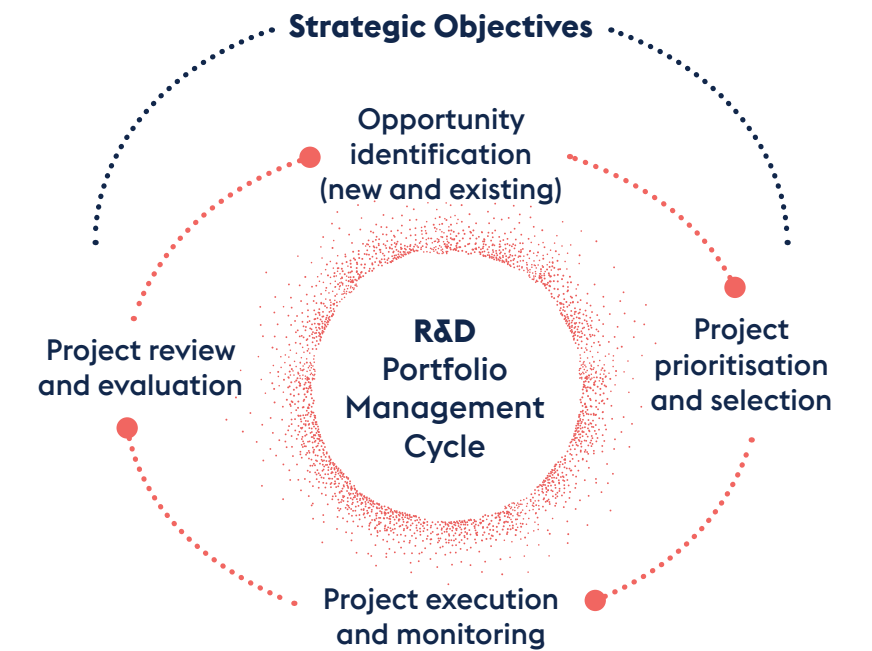 Strategic Objectives
Opportunity
identification
(new and existing)
Project
prioritisation
and selection
Project execution
and monitoring
Project review
and evaluation
R&D
Portfolio
Management
Cycle